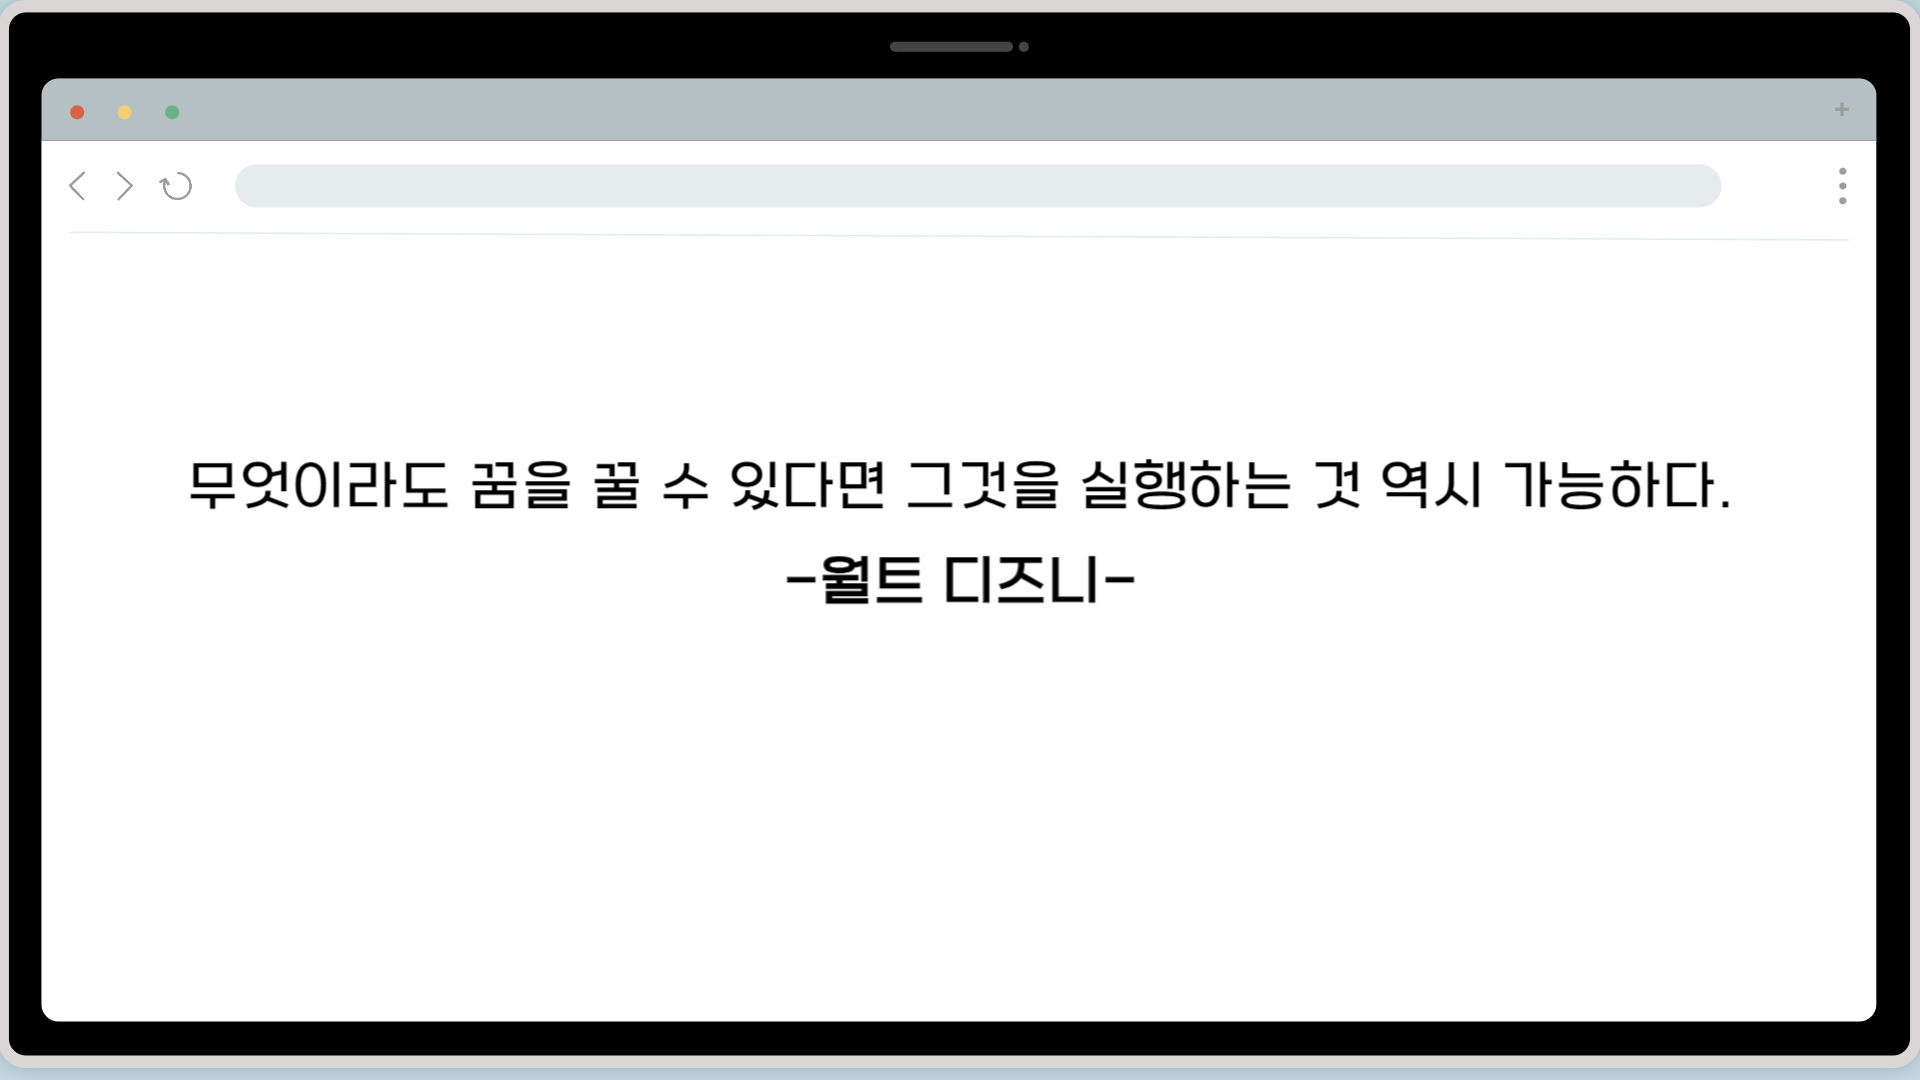 무엇이라도 꿈을 꿀 수 있다면 그것을 실행하는 것 역시 가능하다.
-월트 디즈니-